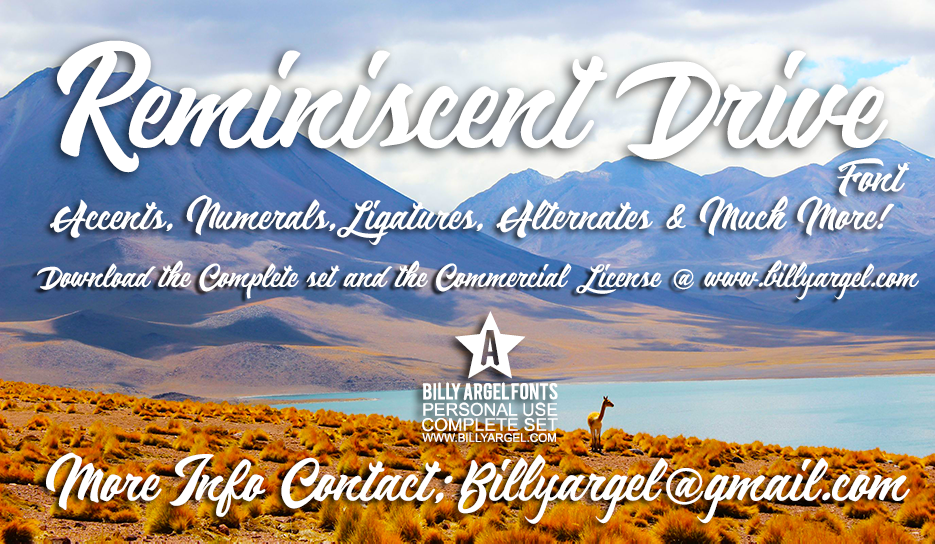 Reminiscent Drive
Font
Accents, Numerals, Ligatures, Alternates & Much More!
Download the Complete set and the Commercial License @ www.billyargel.com
A
BILLY ARGEL FONTS
PERSONAL USE
COMPLETE SET
WWW.BILLYARGEL.COM
More Info Contact: Billyargel@gmail.com